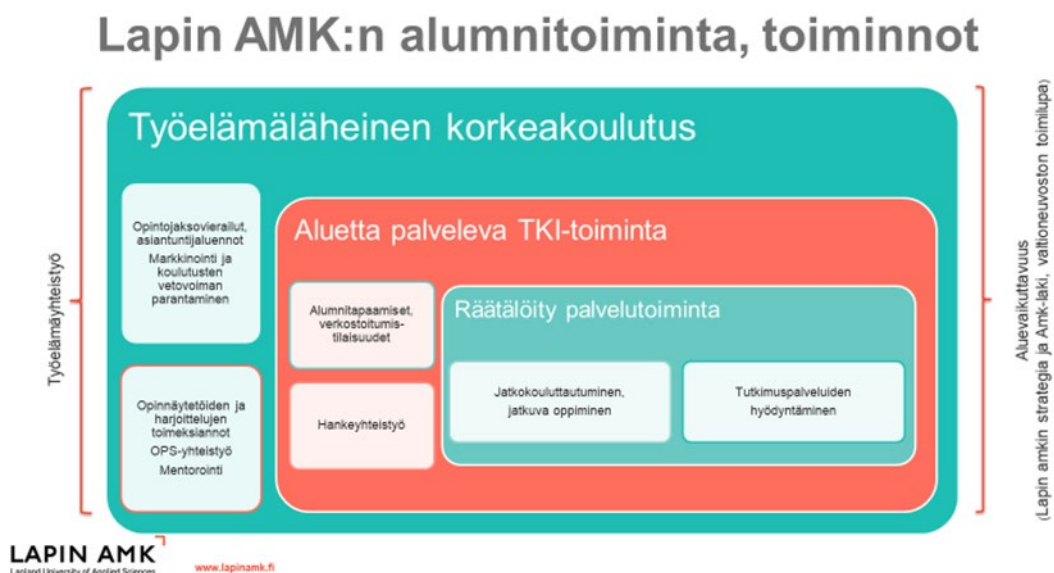 Lapin AMK:n alumnitoiminta, toiminnot
Työelämäyhteistyö
Työelämäläheinen korkeakoulutus
Opintojaksovierailut,
asiantuntijaluennot
Markkinointi ja
koulutusten
vetovoiman
parantaminen
Opinnäytetöiden ja
harjoittelujen
toimeksiannot
OPS-yhteistyö
Mentorointi
Aluetta palveleva TKI-toiminta
Alumnitapaamiset,
verkostoitumis-
tilaisuudet
Hankeyhteistyö
Räätälöity palvelutoiminta
Jatkokouluttautuminen,
jatkuva oppiminen
Tutkimuspalveluiden
hyödyntäminen
Aluevaikuttavuus
(Lapin amkin strategia ja Amk-laki, valtioneuvoston toimilupa)
LAPIN AMK
Lapland University of Applied Sciences
www.lapinamk.fi